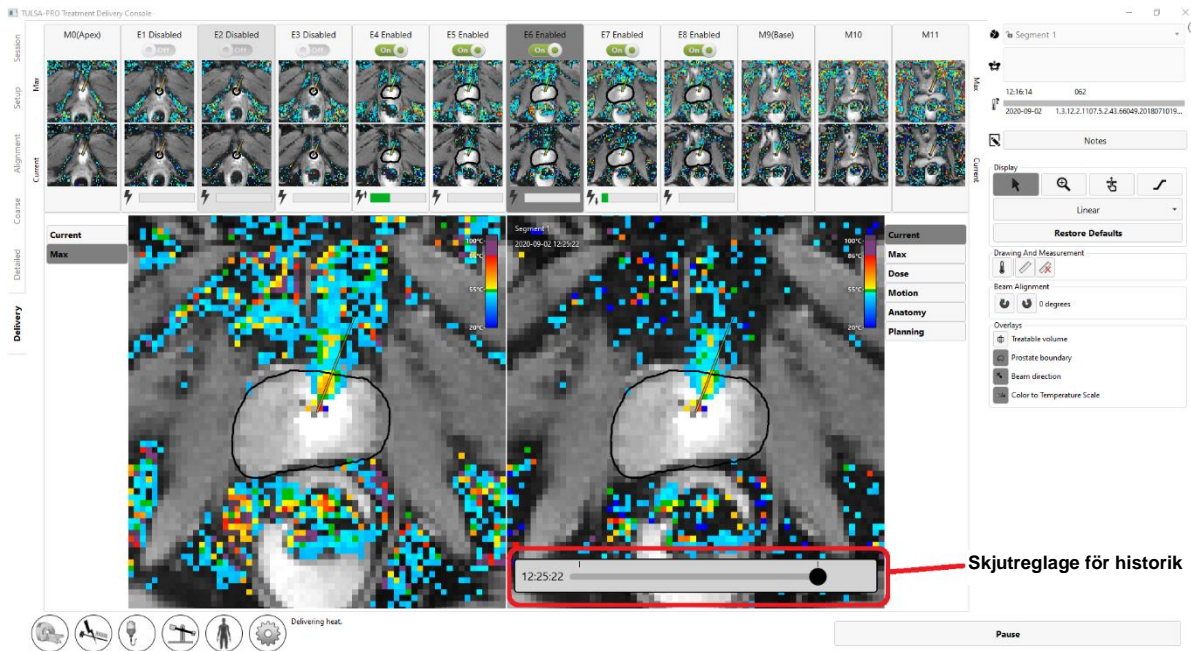 TULSA-PRO Treatment Delivery Console
Session
Setup
Alignment
Coarse
Detailed
Delivery
Max
Current
M0(Apex)
E1 Disabled
Off
E2 Disabled
Off
E3 Disabled
Off
E4 Enabled
On
E5 Enabled
On
E6 Enabled
On
E7 Enabled
On
E8 Enabled
On
M9(Base)
M10
M11
Max
Current
Current
Max
100°C
86°C
55°C
20°C
Segment 1
2020-09-02 12:25:22
100°C
86°C
55°C
20°C
12:25:22
Current
Max
Dose
Motion
Anatomy
Planning
Segment 1
12:16:14 062
2020-09-02 1.3.12.2.1107.5.2.43.66049.2018071019...
Notes
Display
Linear
Restore Defaults
Drawing And Measurement
Beam Alignment
0 degrees
Overlays
Treatable volume
Prostate boundary
Beam direction
Color to Temperature Scale
Skjutreglage för historik
Delivering heat.
Pause